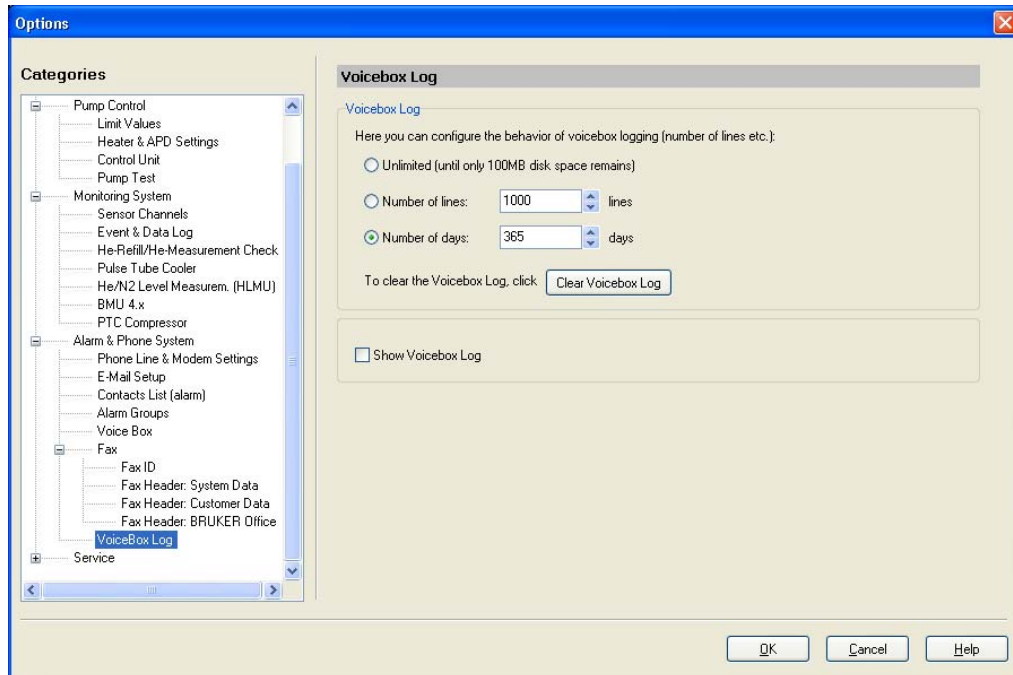 Options
Categories
Pump Control
Limit Values
Heater & APD Settings
Control Unit
Pump Test
Monitoring System
Sensor Channels
Event & Data Log
He-Refill/He-Measurement Check
Pulse Tube Cooler
He/N2 Level Measurem. (HLMU)
BMU 4.x
PTC Compressor
Alarm & Phone System
Phone Line & Modem Settings
E-Mail Setup
Contacts List (alarm)
Alarm Groups
Voice Box
Fax
Fax ID
Fax Header: System Data
Fax Header: Customer Data
Fax Header: BRUKER Office
VoiceBox Log
Service
Voicebox Log
Voicebox Log
Here you can configure the behavior of voicebox logging (number of lines etc.):
Unlimited (until only 100MB disk space remains)
Number of lines: 1000 lines
Number of days: 365 days
To clear the Voicebox Log, click Clear Voicebox Log
Show Voicebox Log
OK Cancel Help